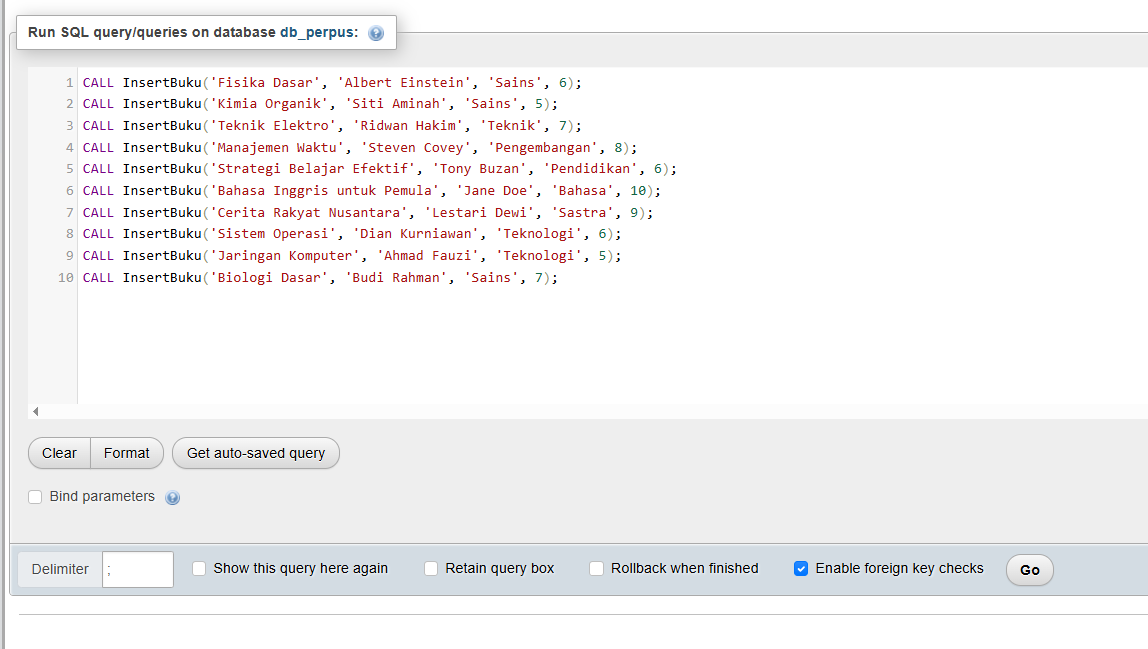 Run SQL query/queries on database db_perpus:
1 CALL InsertBuku('Fisika Dasar', 'Albert Einstein', 'Sains', 6);
2 CALL InsertBuku('Kimia Organik', 'Siti Aminah', 'Sains', 5);
3 CALL InsertBuku('Teknik Elektro', 'Ridwan Hakim', 'Teknik', 7);
4 CALL InsertBuku('Manajemen Waktu', 'Steven Covey', 'Pengembangan', 8);
5 CALL InsertBuku('Strategi Belajar Efektif', 'Tony Buzan', 'Pendidikan', 6);
6 CALL InsertBuku('Bahasa Inggris untuk Pemula', 'Jane Doe', 'Bahasa', 10);
7 CALL InsertBuku('Cerita Rakyat Nusantara', 'Lestari Dewi', 'Sastra', 9);
8 CALL InsertBuku('Sistem Operasi', 'Dian Kurniawan', 'Teknologi', 6);
9 CALL InsertBuku('Jaringan Komputer', 'Ahmad Fauzi', 'Teknologi', 5);
10 CALL InsertBuku('Biologi Dasar', 'Budi Rahman', 'Sains', 7);
Clear Format Get auto-saved query
Bind parameters
Delimiter ; Show this query here again Retain query box Rollback when finished Enable foreign key checks Go